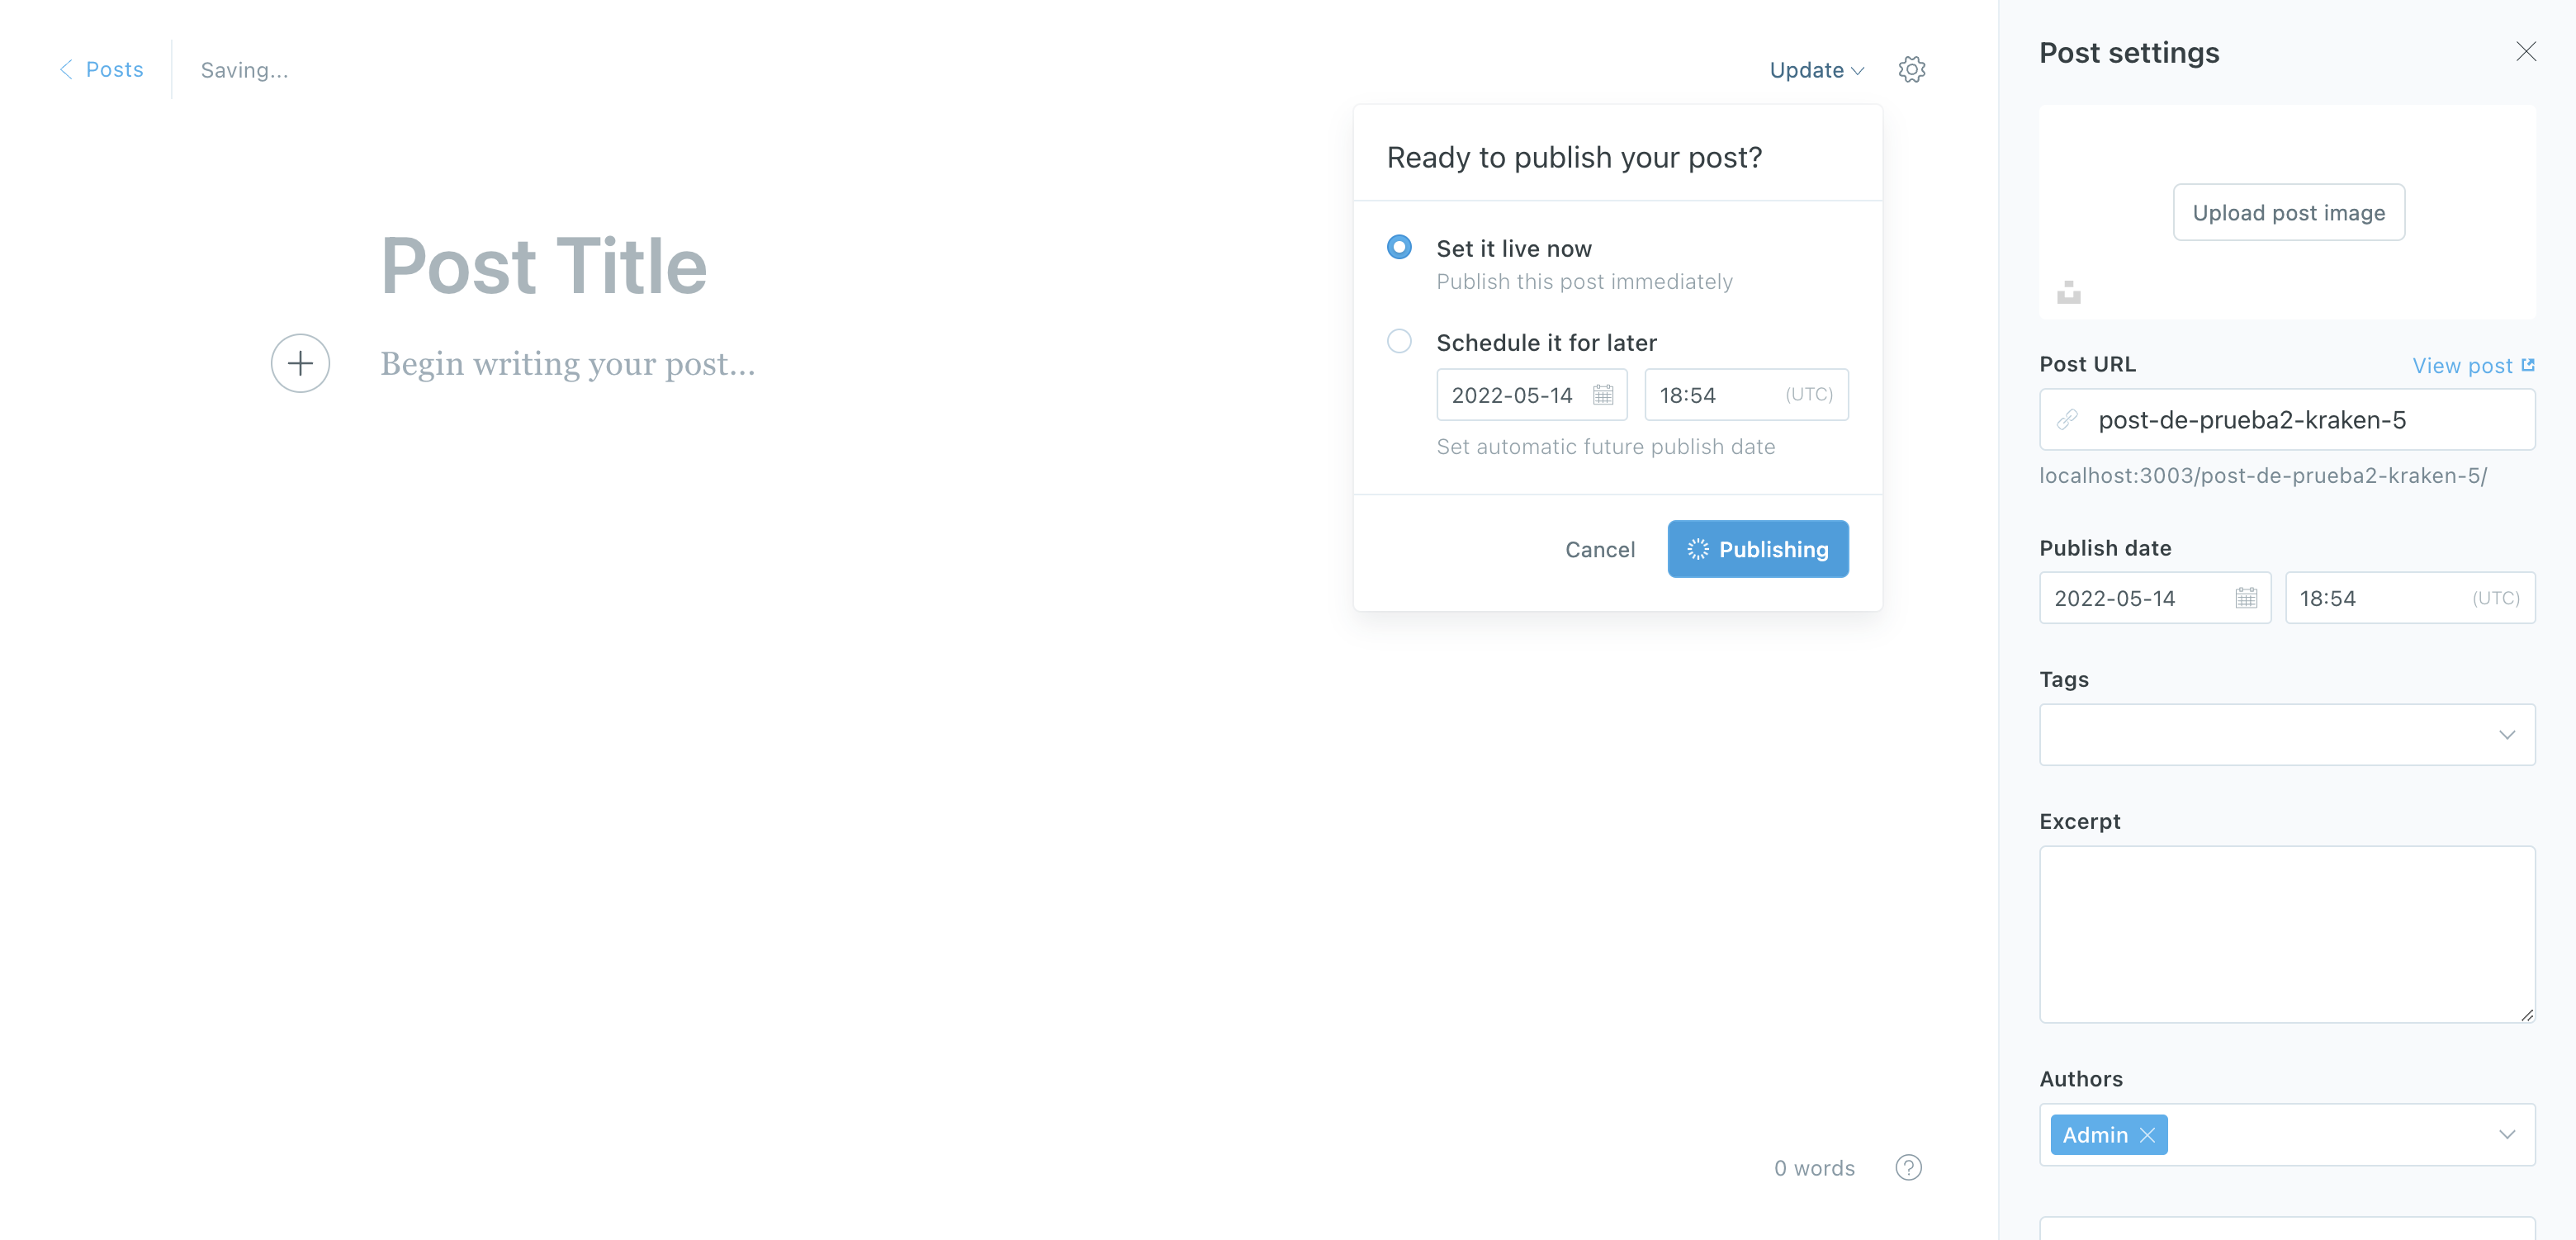 Posts
Saving...
Update
Post Title
Begin writing your post...
Ready to publish your post?
Set it live now
Publish this post immediately
Schedule it for later
2022-05-14
18:54 (UTC)
Set automatic future publish date
Cancel
Publishing
0 words
?
Post settings
Upload post image
Post URL
View post
post-de-prueba2-kraken-5
localhost:3003/post-de-prueba2-kraken-5/
Publish date
2022-05-14
18:54 (UTC)
Tags
Excerpt
Authors
Admin